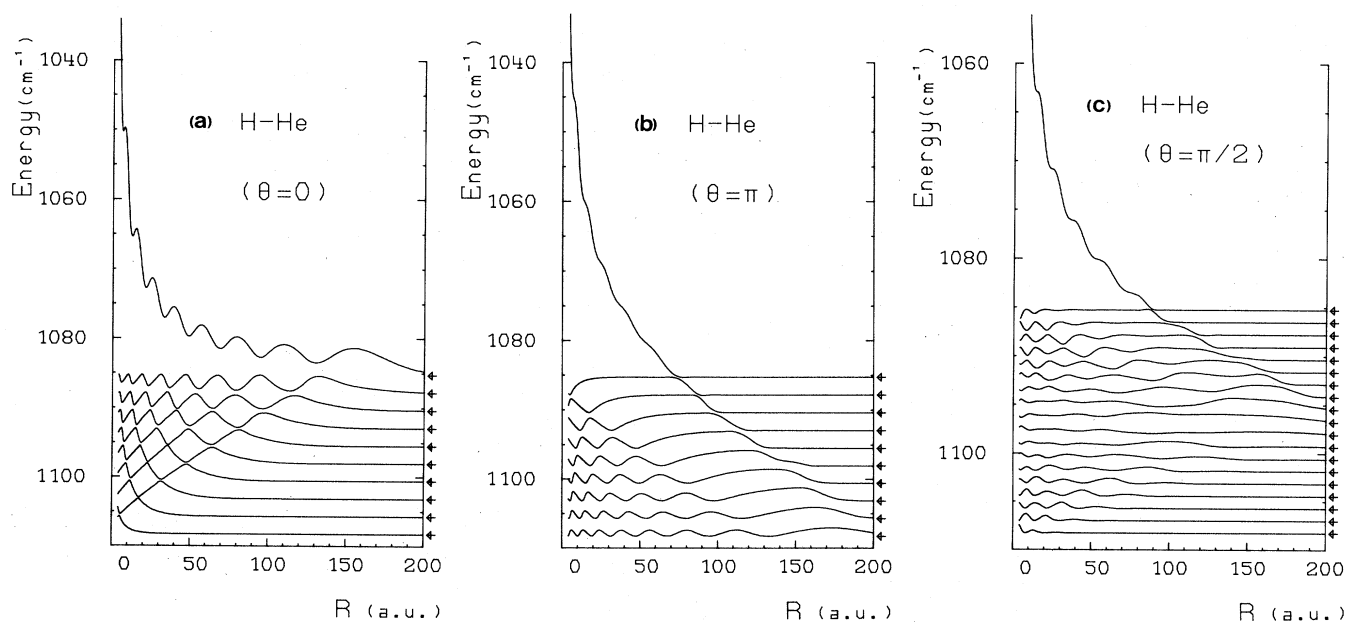 Energy(cm⁻¹)
1040
1060
1080
1100
(a) H-He
(θ=0)
0 50 100 150 200
R (a.u.)
Energy(cm⁻¹)
1040
1060
1080
1100
(b) H-He
(θ=π)
0 50 100 150 200
R (a.u.)
Energy(cm⁻¹)
1060
1080
1100
(c) H-He
(θ=π/2)
0 50 100 150 200
R (a.u.)